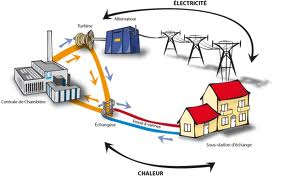 ÉLECTRICITÉ
Turbine
Alternateur
Centrale de Chambière
Échangeur
Sous-station d'échange
CHALEUR